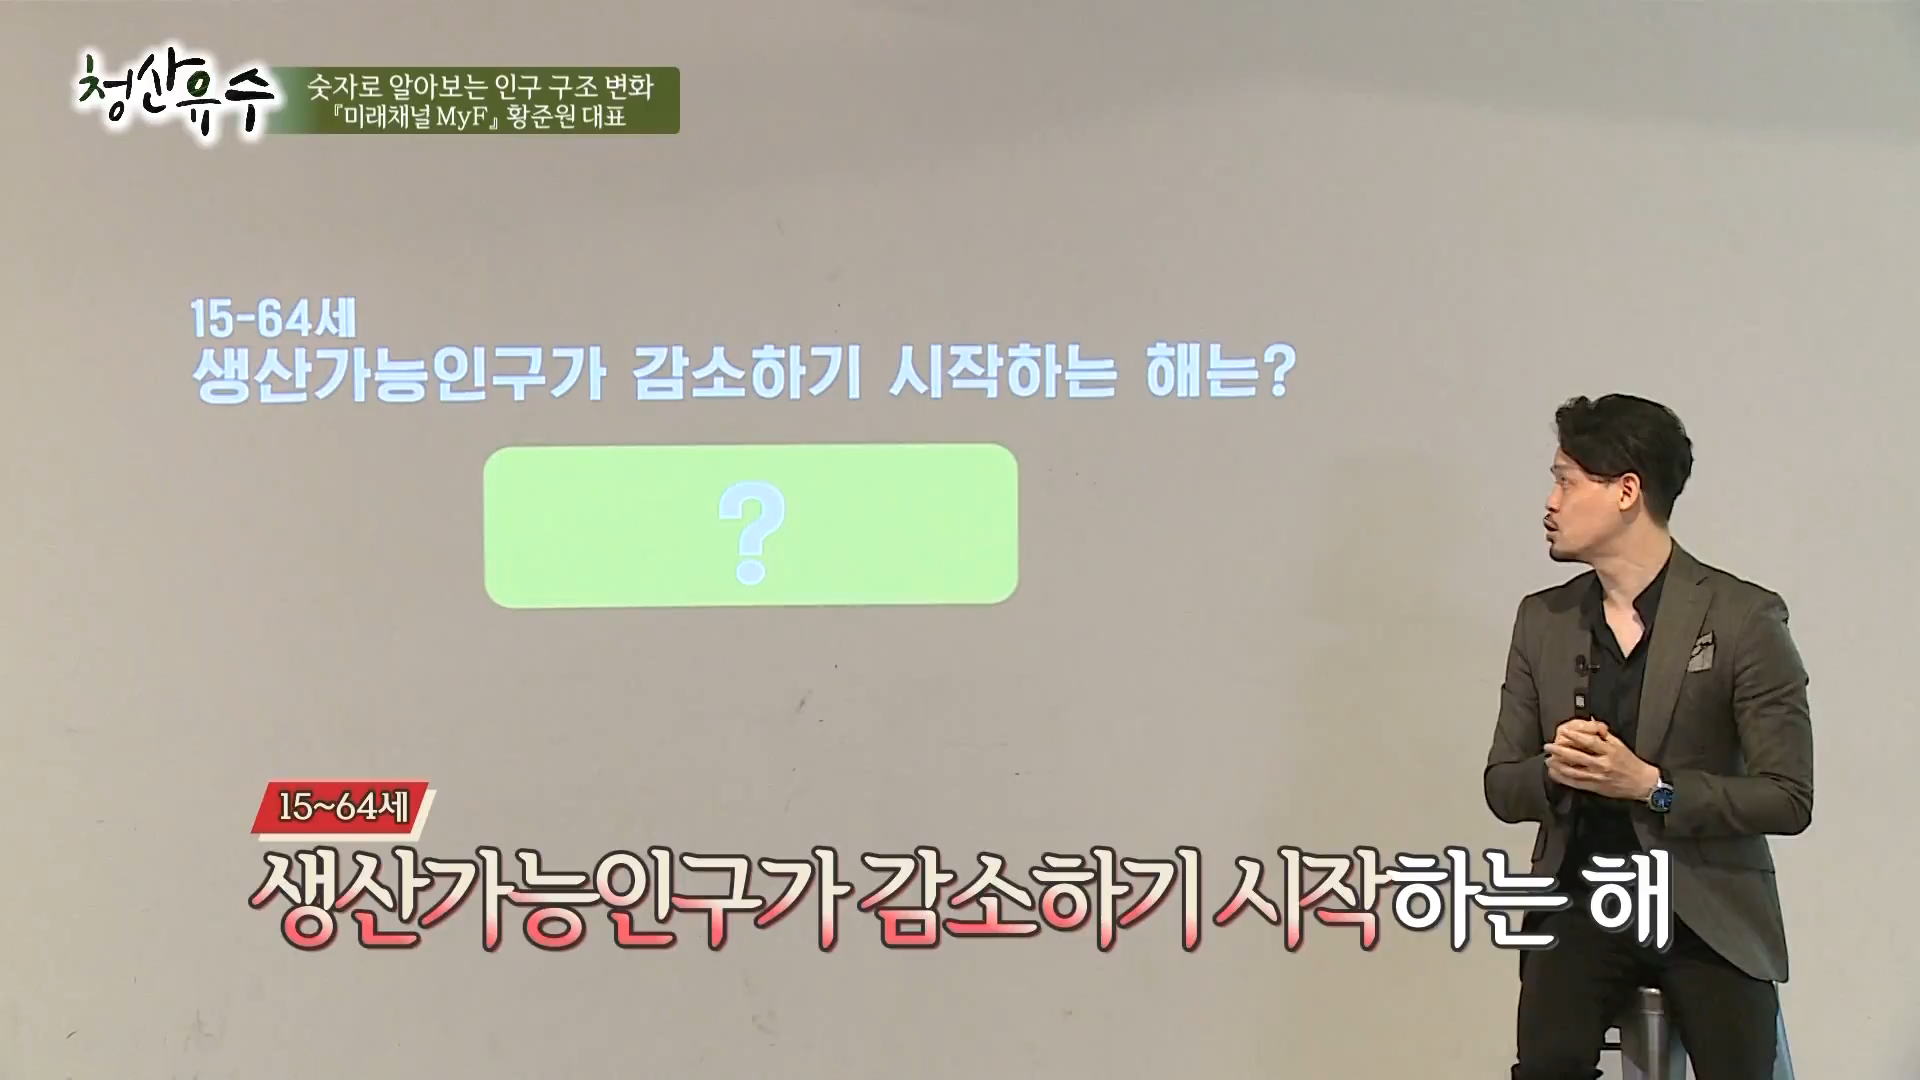 청산유수
숫자로 알아보는 인구 구조 변화
『미래채널 MyF』 황준원 대표
15-64세
생산가능인구가 감소하기 시작하는 해는?
?
15~64세
생산가능인구가 감소하기 시작하는 해